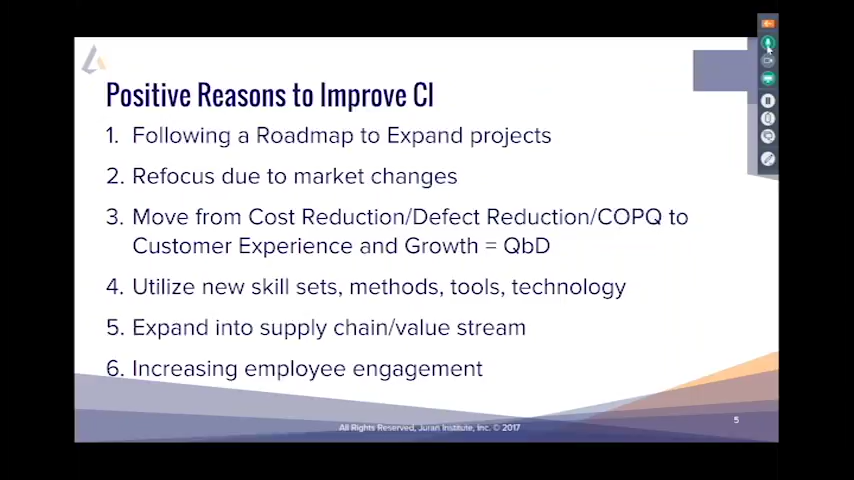 Positive Reasons to Improve CI
1. Following a Roadmap to Expand projects
2. Refocus due to market changes
3. Move from Cost Reduction/Defect Reduction/COPQ to
Customer Experience and Growth = QbD
4. Utilize new skill sets, methods, tools, technology
5. Expand into supply chain/value stream
6. Increasing employee engagement
All Rights Reserved, Juran Institute, Inc. © 2017
5